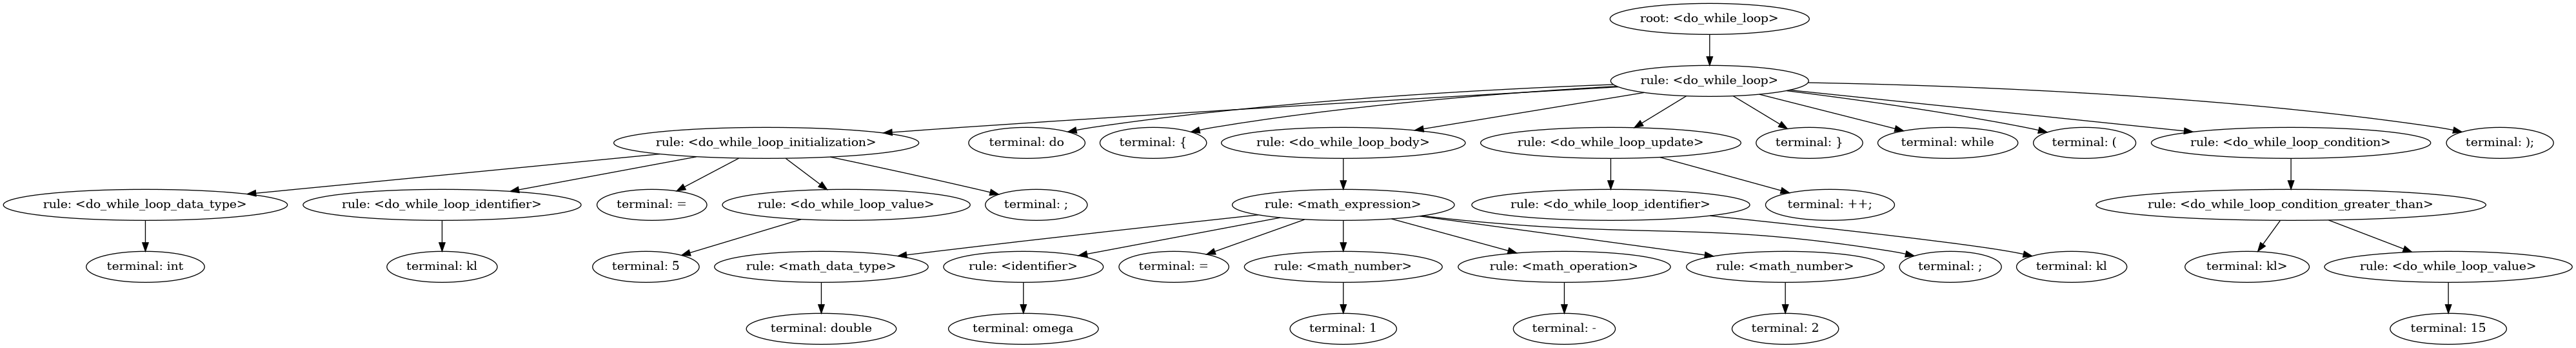 root: <do_while_loop>
rule: <do_while_loop>
rule: <do_while_loop_initialization>
terminal: do
terminal: {
rule: <do_while_loop_body>
rule: <do_while_loop_update>
terminal: }
terminal: while
terminal: (
rule: <do_while_loop_condition>
terminal: );
rule: <do_while_loop_data_type>
rule: <do_while_loop_identifier>
terminal: =
rule: <do_while_loop_value>
terminal: ;
rule: <math_expression>
rule: <do_while_loop_identifier>
terminal: ++;
rule: <do_while_loop_condition_greater_than>
terminal: int
terminal: kl
terminal: 5
rule: <math_data_type>
rule: <identifier>
terminal: =
rule: <math_number>
rule: <math_operation>
rule: <math_number>
terminal: ;
terminal: kl
terminal: kl>
rule: <do_while_loop_value>
terminal: double
terminal: omega
terminal: 1
terminal: -
terminal: 2
terminal: 15